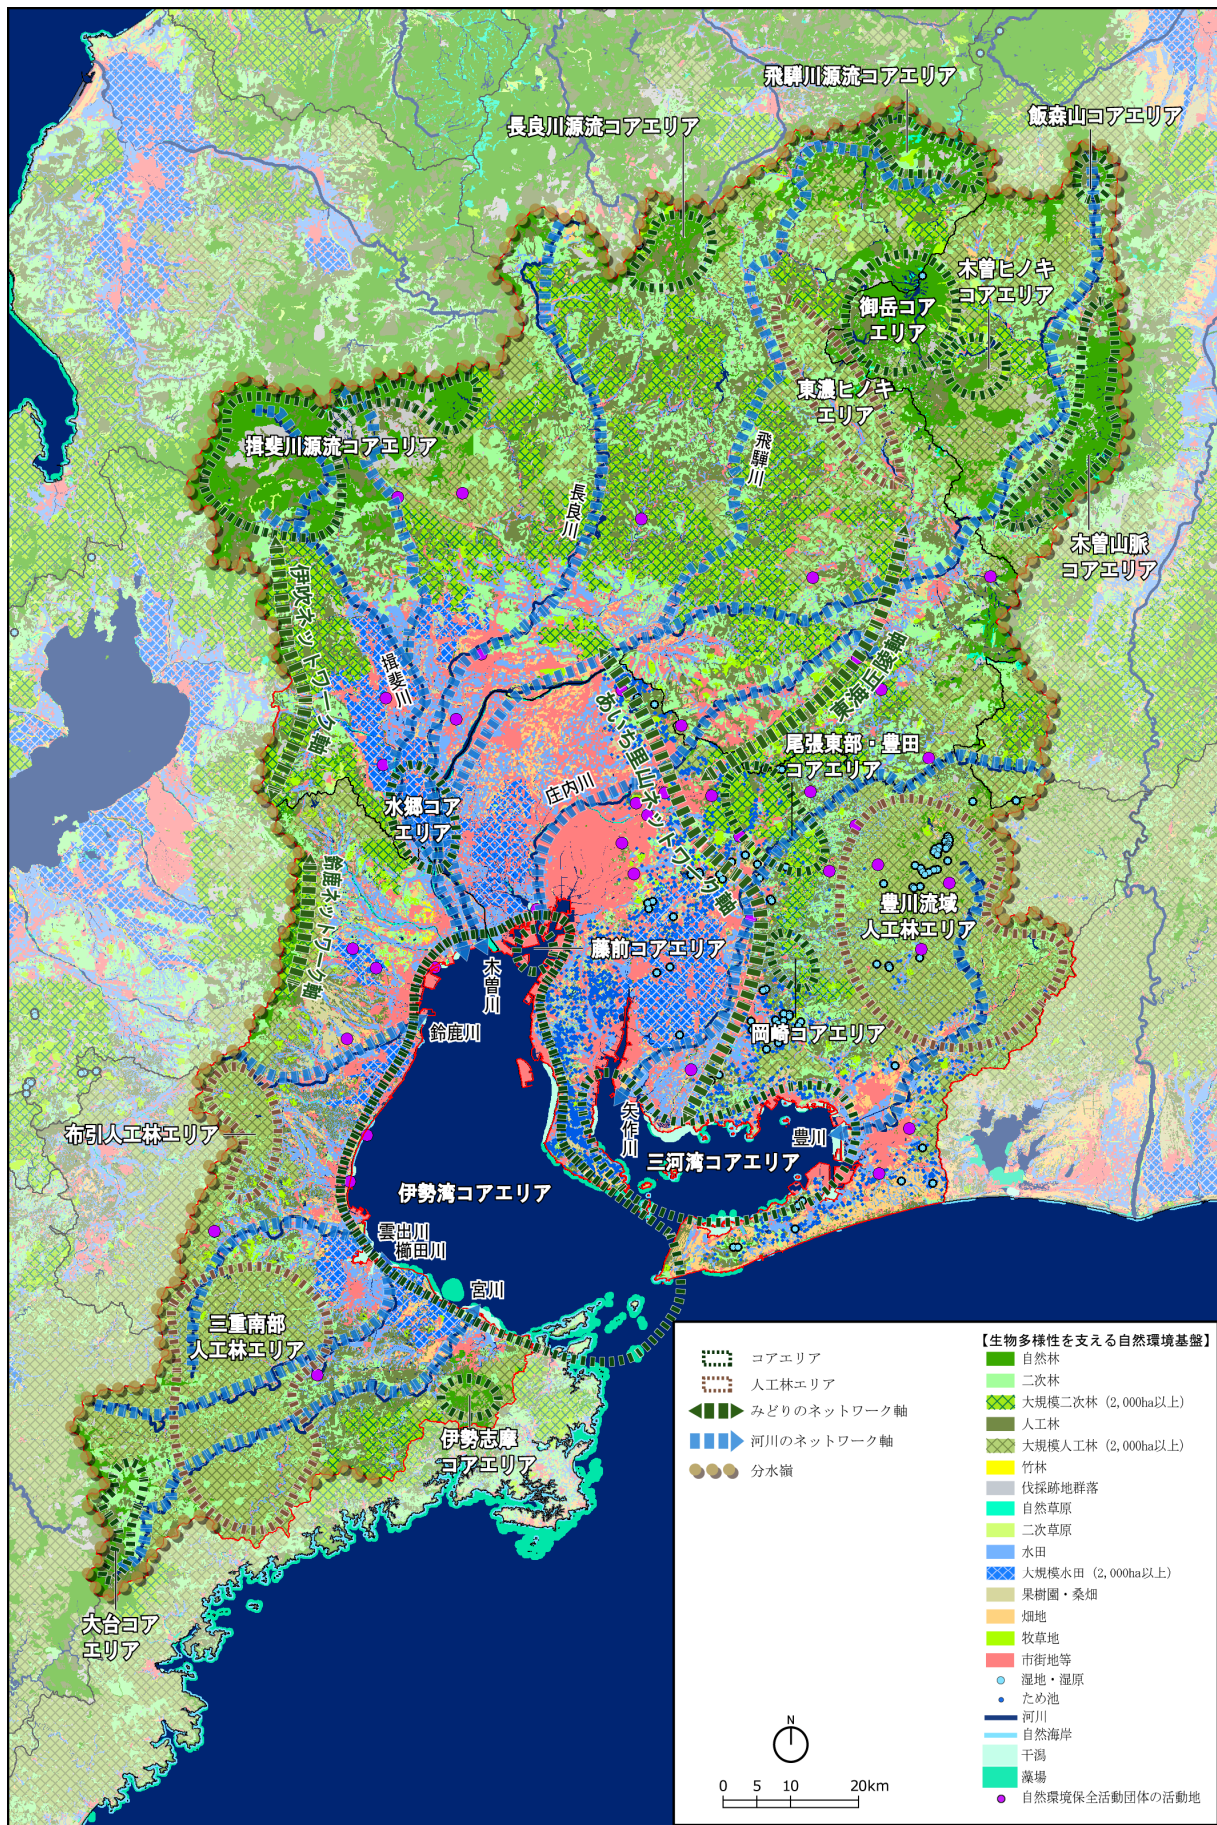 飛騨川源流コアエリア
長良川源流コアエリア
飯森山コアエリア
木曽ヒノキ
コアエリア
御岳コア
エリア
東濃ヒノキ
エリア
揖斐川源流コアエリア
飛騨川
長良川
木曽山脈
コアエリア
伊吹ネットワーク軸
揖斐川
東海丘陵軸
あいち里山ネットワーク軸
尾張東部・豊田
コアエリア
庄内川
水郷コア
エリア
鈴鹿ネットワーク軸
豊川流域
人工林エリア
藤前コアエリア
木曽川
鈴鹿川
岡崎コアエリア
矢作川
豊川
布引人工林エリア
三河湾コアエリア
伊勢湾コアエリア
雲出川
櫛田川
宮川
三重南部
人工林エリア
伊勢志摩
コアエリア
大台コア
エリア
コアエリア
人工林エリア
みどりのネットワーク軸
河川のネットワーク軸
分水嶺
N
0 5 10 20km
【生物多様性を支える自然環境基盤】
自然林
二次林
大規模二次林（2,000ha以上）
人工林
大規模人工林（2,000ha以上）
竹林
伐採跡地群落
自然草原
二次草原
水田
大規模水田（2,000ha以上）
果樹園・桑畑
畑地
牧草地
市街地等
湿地・湿原
ため池
河川
自然海岸
干潟
藻場
自然環境保全活動団体の活動地